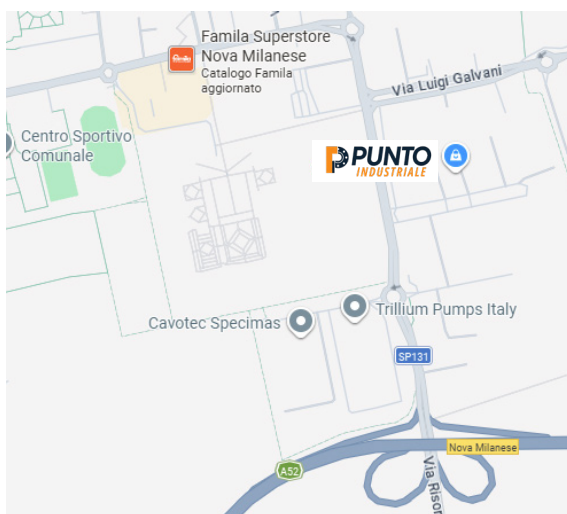 Famila Superstore
Nova Milanese
Catalogo Famila
aggiornato
Via Luigi Galvani
Centro Sportivo
Comunale
PUNTO
INDUSTRIALE
Cavotec Specimas
Trillium Pumps Italy
SP131
Nova Milanese
A52
Via Risor